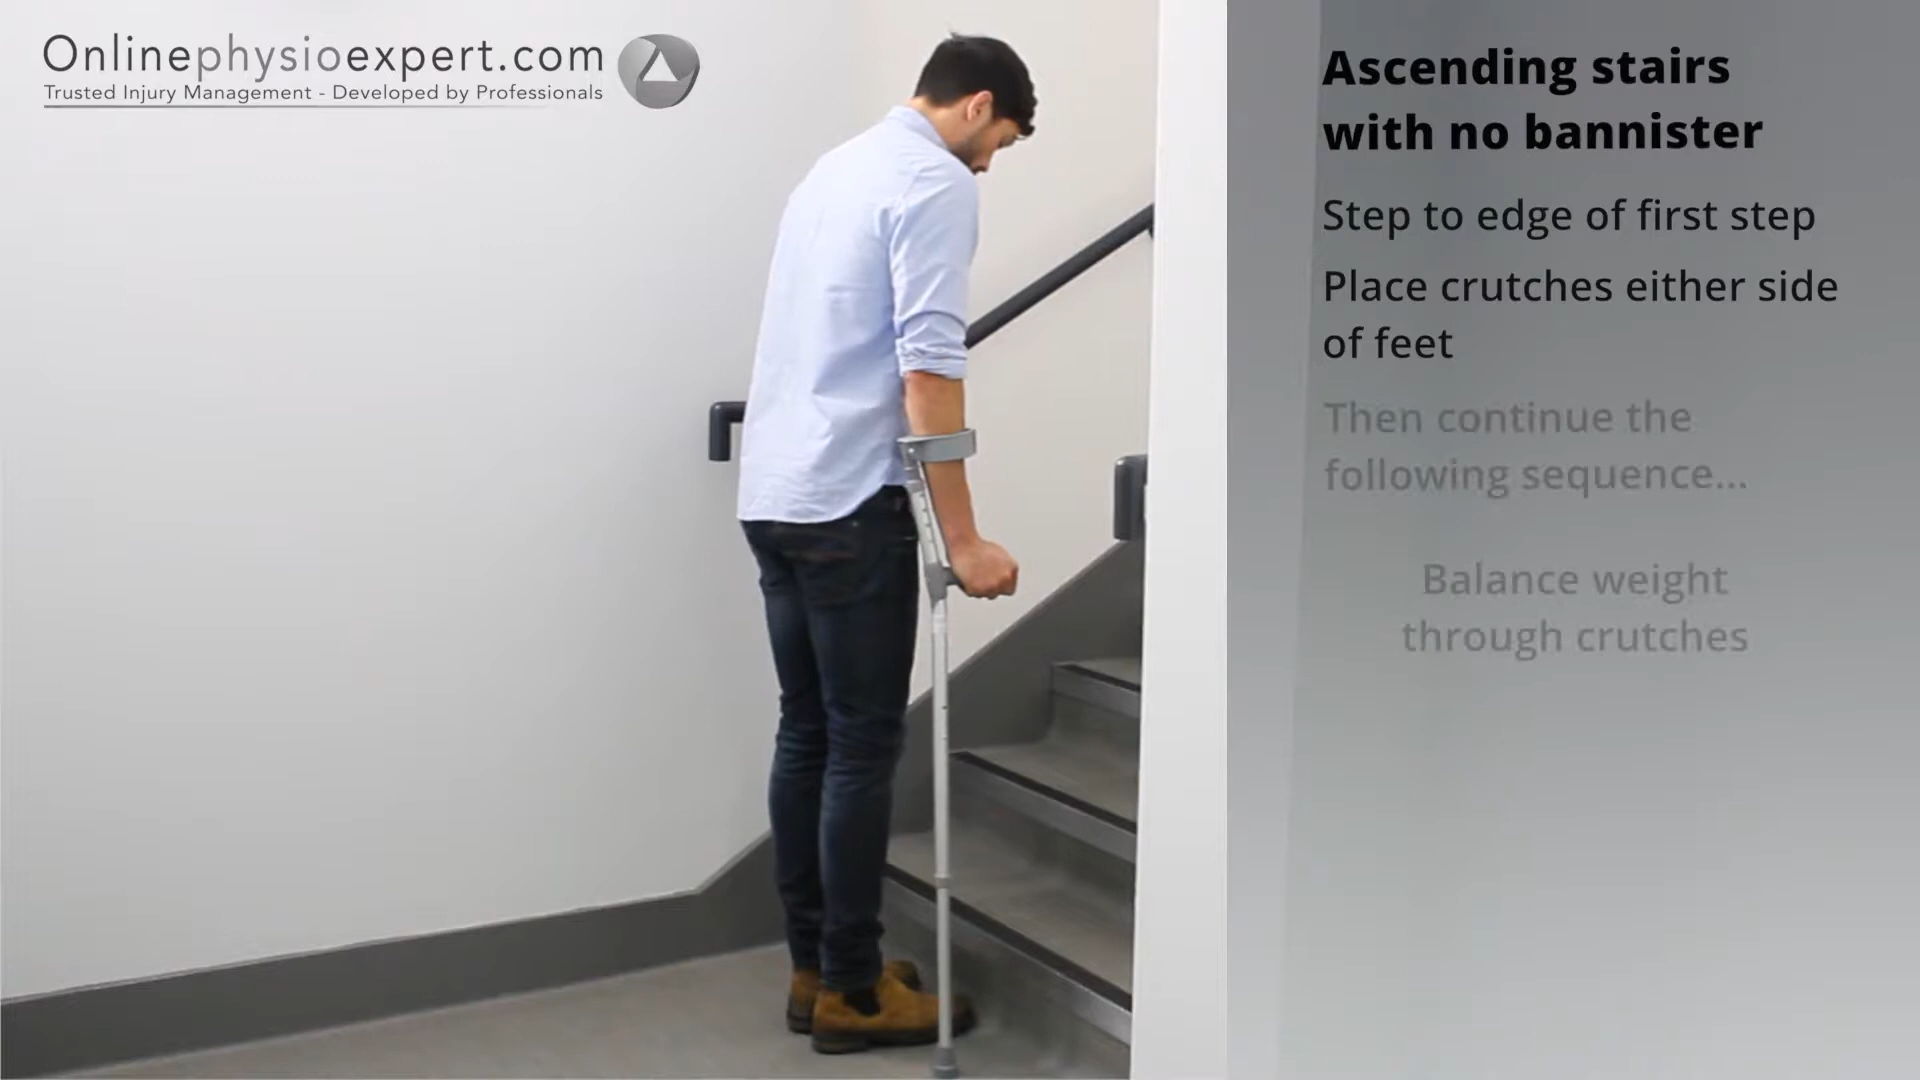 Onlinephysioexpert.com
Trusted Injury Management - Developed by Professionals
Ascending stairs
with no bannister
Step to edge of first step
Place crutches either side
of feet
Then continue the
following sequence...
Balance weight
through crutches